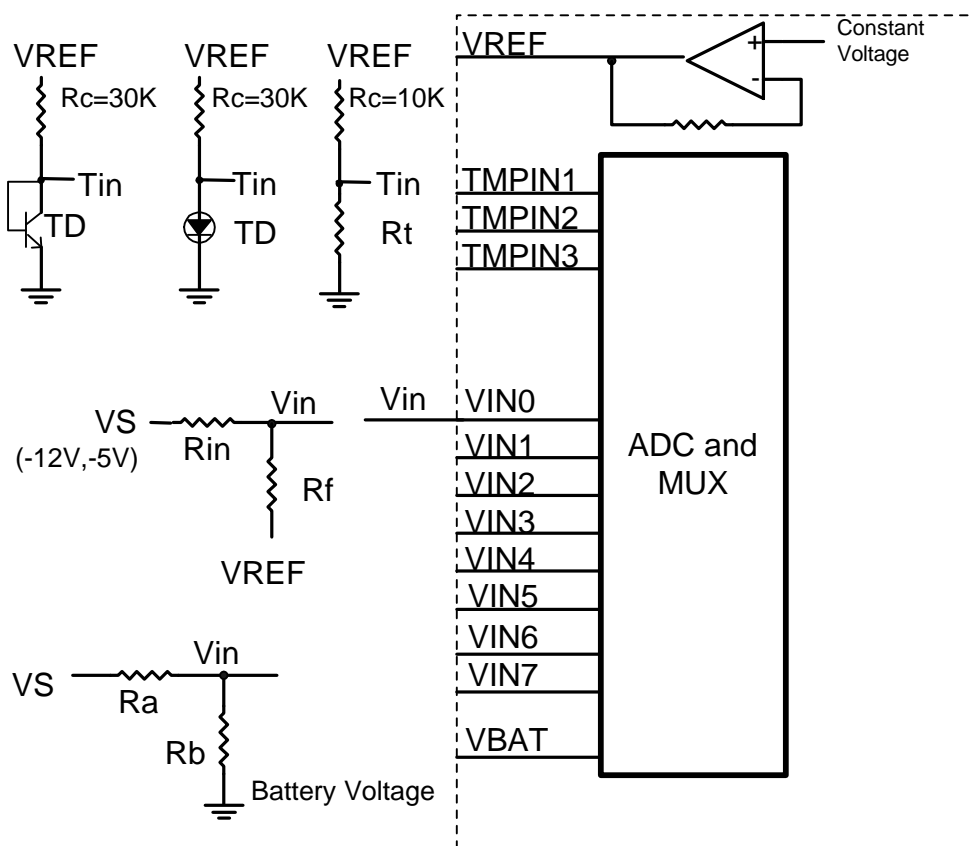 VREF
VREF
VREF
Rc=30K
Rc=30K
Rc=10K
Tin
Tin
Tin
TD
TD
Rt
VREF
+
-
Constant
Voltage
TMPIN1
TMPIN2
TMPIN3
VS
(-12V,-5V)
Rin
Vin
Rf
VREF
Vin
VIN0
VIN1
VIN2
VIN3
VIN4
VIN5
VIN6
VIN7
VBAT
ADC and
MUX
VS
Ra
Vin
Rb
Battery Voltage